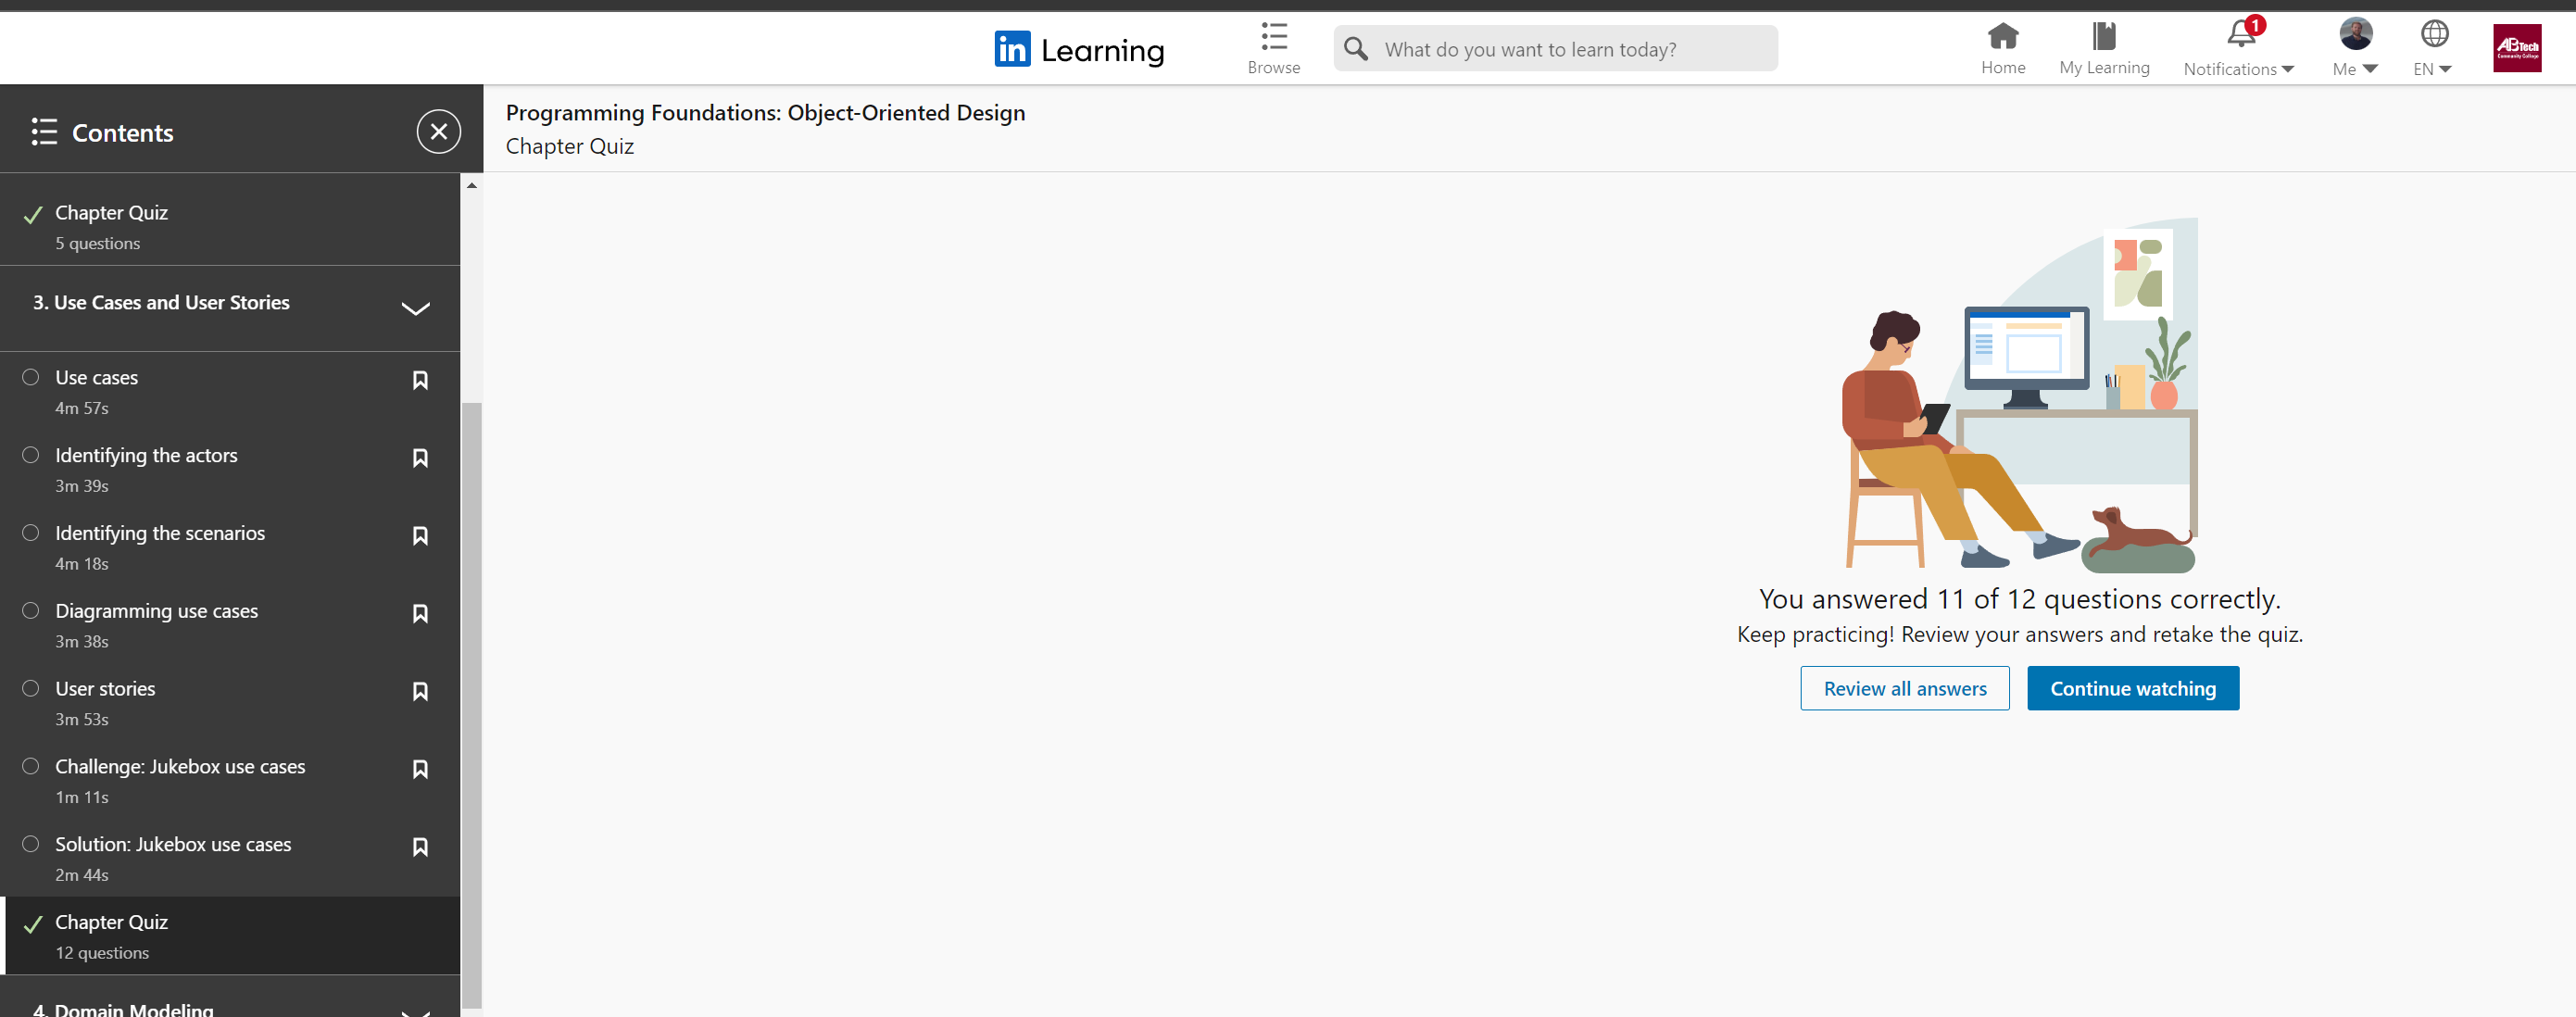 in Learning
Browse
What do you want to learn today?
Home
My Learning
1
Notifications
Me
EN
ABTech
Community College
Contents
Programming Foundations: Object-Oriented Design
Chapter Quiz
Chapter Quiz
5 questions
3. Use Cases and User Stories
Use cases
4m 57s
Identifying the actors
3m 39s
Identifying the scenarios
4m 18s
Diagramming use cases
3m 38s
User stories
3m 53s
Challenge: Jukebox use cases
1m 11s
Solution: Jukebox use cases
2m 44s
Chapter Quiz
12 questions
4. Domain Modeling
You answered 11 of 12 questions correctly.
Keep practicing! Review your answers and retake the quiz.
Review all answers
Continue watching